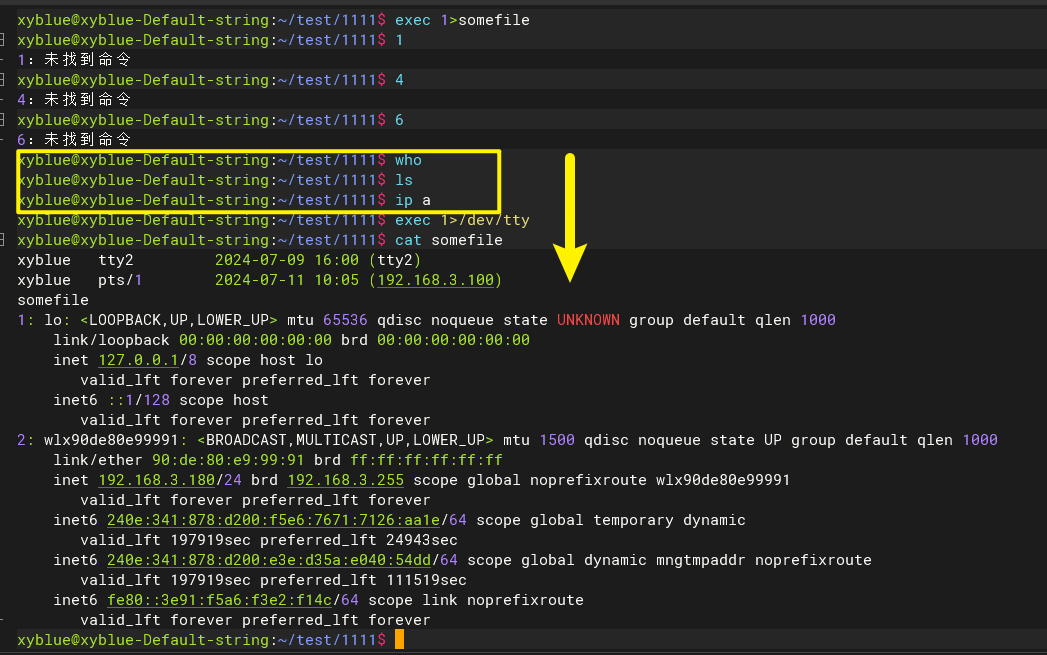 xyblue@xyblue-Default-string:~/test/1111$ exec 1>somefile
xyblue@xyblue-Default-string:~/test/1111$ 1
1：未找到命令
xyblue@xyblue-Default-string:~/test/1111$ 4
4：未找到命令
xyblue@xyblue-Default-string:~/test/1111$ 6
6：未找到命令
xyblue@xyblue-Default-string:~/test/1111$ who
xyblue@xyblue-Default-string:~/test/1111$ ls
xyblue@xyblue-Default-string:~/test/1111$ ip a
xyblue@xyblue-Default-string:~/test/1111$ exec 1>/dev/tty
xyblue@xyblue-Default-string:~/test/1111$ cat somefile
xyblue   tty2         2024-07-09 16:00 (tty2)
xyblue   pts/1        2024-07-11 10:05 (192.168.3.100)
somefile
1: lo: <LOOPBACK,UP,LOWER_UP> mtu 65536 qdisc noqueue state UNKNOWN group default qlen 1000
    link/loopback 00:00:00:00:00:00 brd 00:00:00:00:00:00
    inet 127.0.0.1/8 scope host lo
       valid_lft forever preferred_lft forever
    inet6 ::1/128 scope host
       valid_lft forever preferred_lft forever
2: wlx90de80e99991: <BROADCAST,MULTICAST,UP,LOWER_UP> mtu 1500 qdisc noqueue state UP group default qlen 1000
    link/ether 90:de:80:e9:99:91 brd ff:ff:ff:ff:ff:ff
    inet 192.168.3.180/24 brd 192.168.3.255 scope global noprefixroute wlx90de80e99991
       valid_lft forever preferred_lft forever
    inet6 240e:341:878:d200:f5e6:7671:7126:aa1e/64 scope global temporary dynamic
       valid_lft 197919sec preferred_lft 24943sec
    inet6 240e:341:878:d200:e3e:d35a:e040:54dd/64 scope global dynamic mngtmpaddr noprefixroute
       valid_lft 197919sec preferred_lft 111519sec
    inet6 fe80::3e91:f5a6:f3e2:f14c/64 scope link noprefixroute
       valid_lft forever preferred_lft forever
xyblue@xyblue-Default-string:~/test/1111$